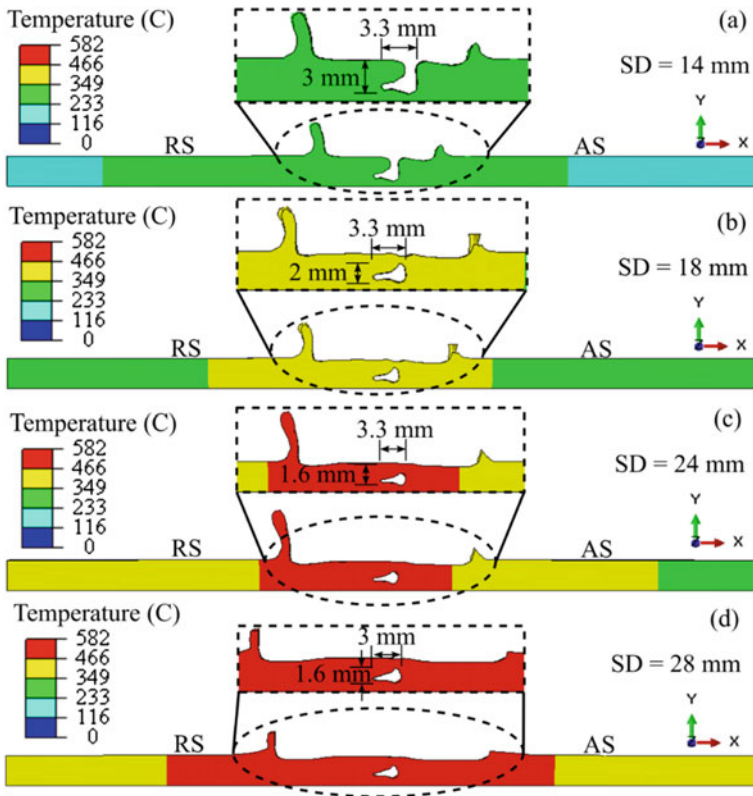 Temperature (C)
582
466
349
233
116
0
3.3 mm
3 mm
(a)
SD = 14 mm
RS
AS
Y
Z
X
Temperature (C)
582
466
349
233
116
0
3.3 mm
2 mm
(b)
SD = 18 mm
RS
AS
Y
Z
X
Temperature (C)
582
466
349
233
116
0
3.3 mm
1.6 mm
(c)
SD = 24 mm
RS
AS
Y
Z
X
Temperature (C)
582
466
349
233
116
0
3 mm
1.6 mm
(d)
SD = 28 mm
RS
AS
Y
Z
X